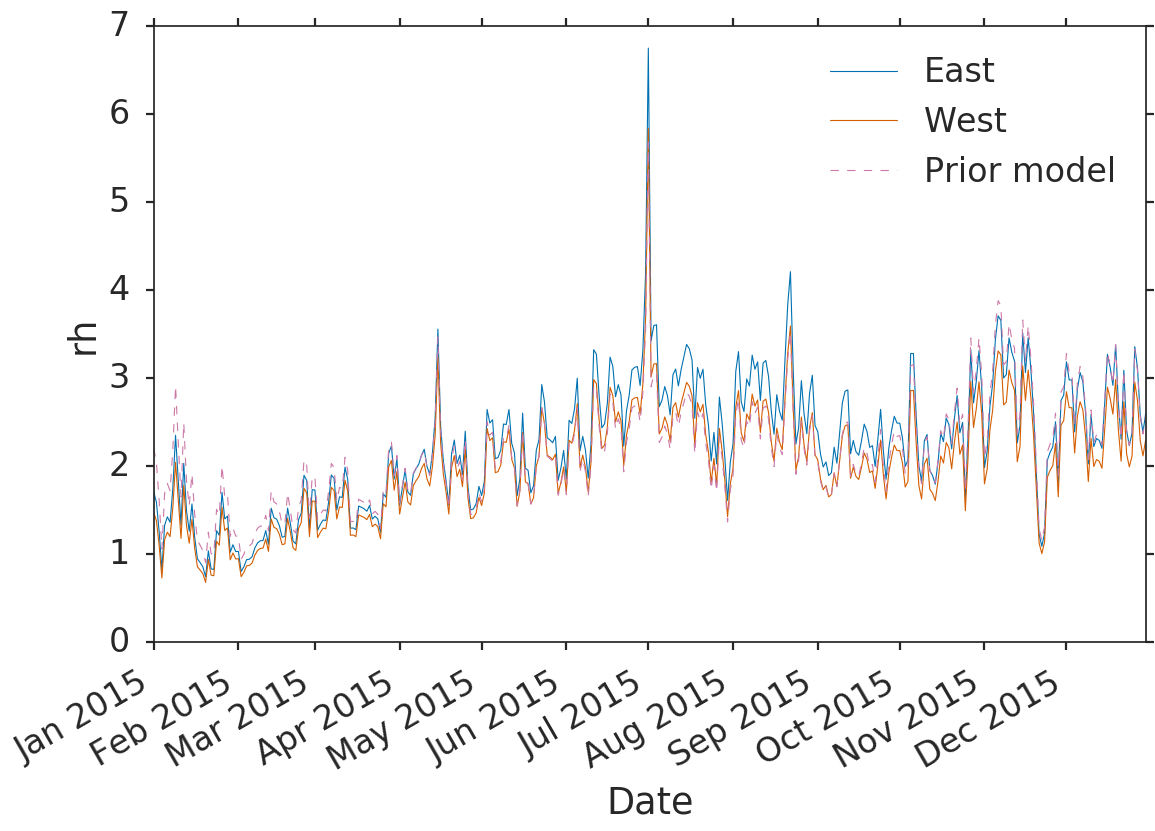 7
6
5
4
3
2
1
0
rh
East
West
Prior model
Jan 2015
Feb 2015
Mar 2015
Apr 2015
May 2015
Jun 2015
Jul 2015
Aug 2015
Sep 2015
Oct 2015
Nov 2015
Dec 2015
Date